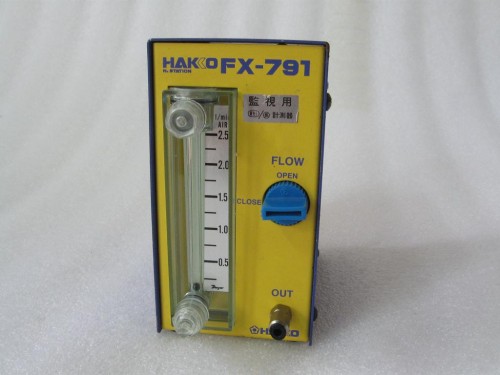 HAKKO FX-791
N₂ STATION
監視用
計測器
l/min
AIR
2.5
2.0
1.5
1.0
0.5
Dwyer
FLOW
OPEN
CLOSE
OUT
HAKKO